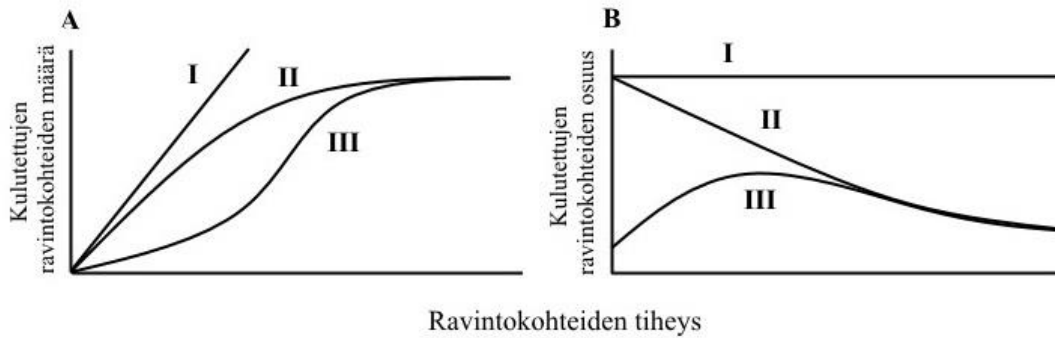 A
B
Kulutettujen
ravintokohteiden määrä
I
II
III
Kulutettujen
ravintokohteiden osuus
I
II
III
Ravintokohteiden tiheys